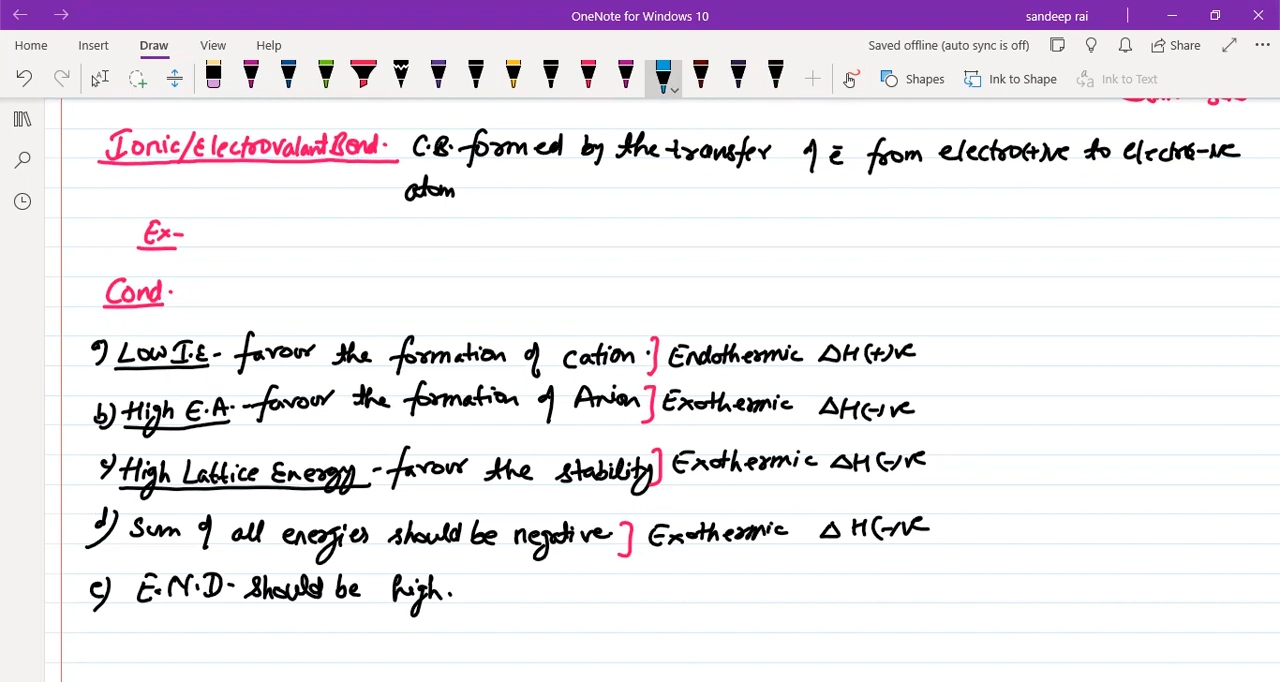 OneNote for Windows 10
sandeep rai
Home Insert Draw View Help
Saved offline (auto sync is off) Share
Shapes Ink to Shape Ink to Text
Ionic/Electrovalant Bond. C.B. formed by the transfer of ē from electro(+)ve to electro-ve
atom
Ex-
Cond.
a) Low I.E - favour the formation of cation.] Endothermic ΔH(+)ve
b) High E.A. - favour the formation of Anion] Exothermic ΔH(-)ve
c) High Lattice Energy - favour the stability] Exothermic ΔH(-)ve
d) Sum of all energies should be negative] Exothermic ΔH(-)ve
e) E.N.D- should be high.